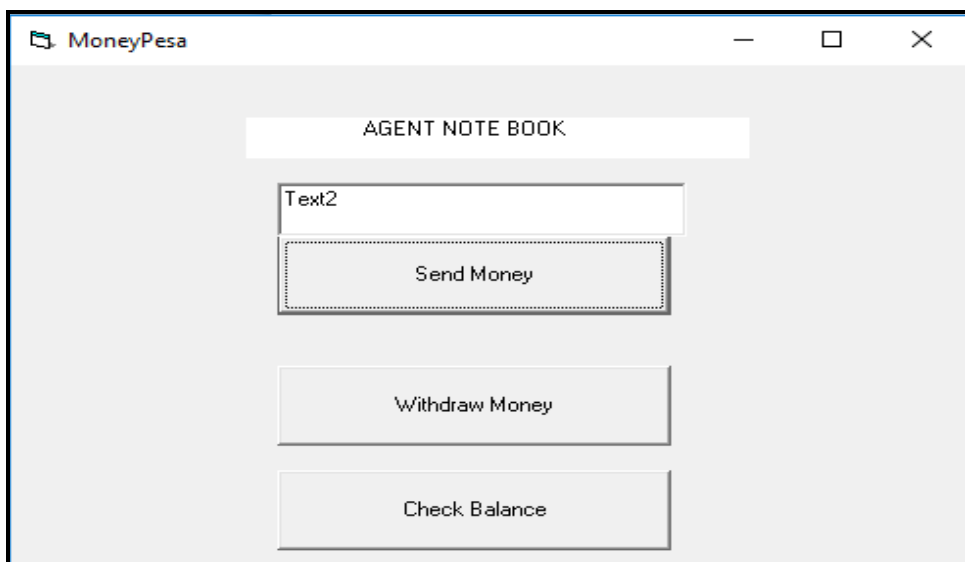 MoneyPesa
AGENT NOTE BOOK
Text2
Send Money
Withdraw Money
Check Balance